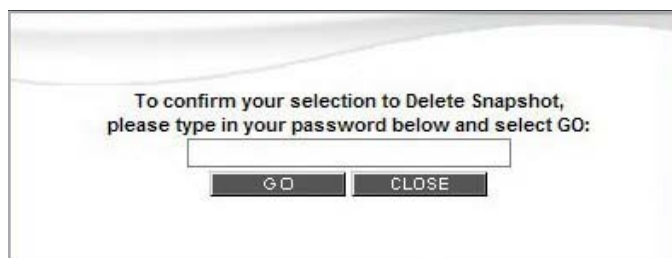 To confirm your selection to Delete Snapshot,
please type in your password below and select GO:
GO CLOSE